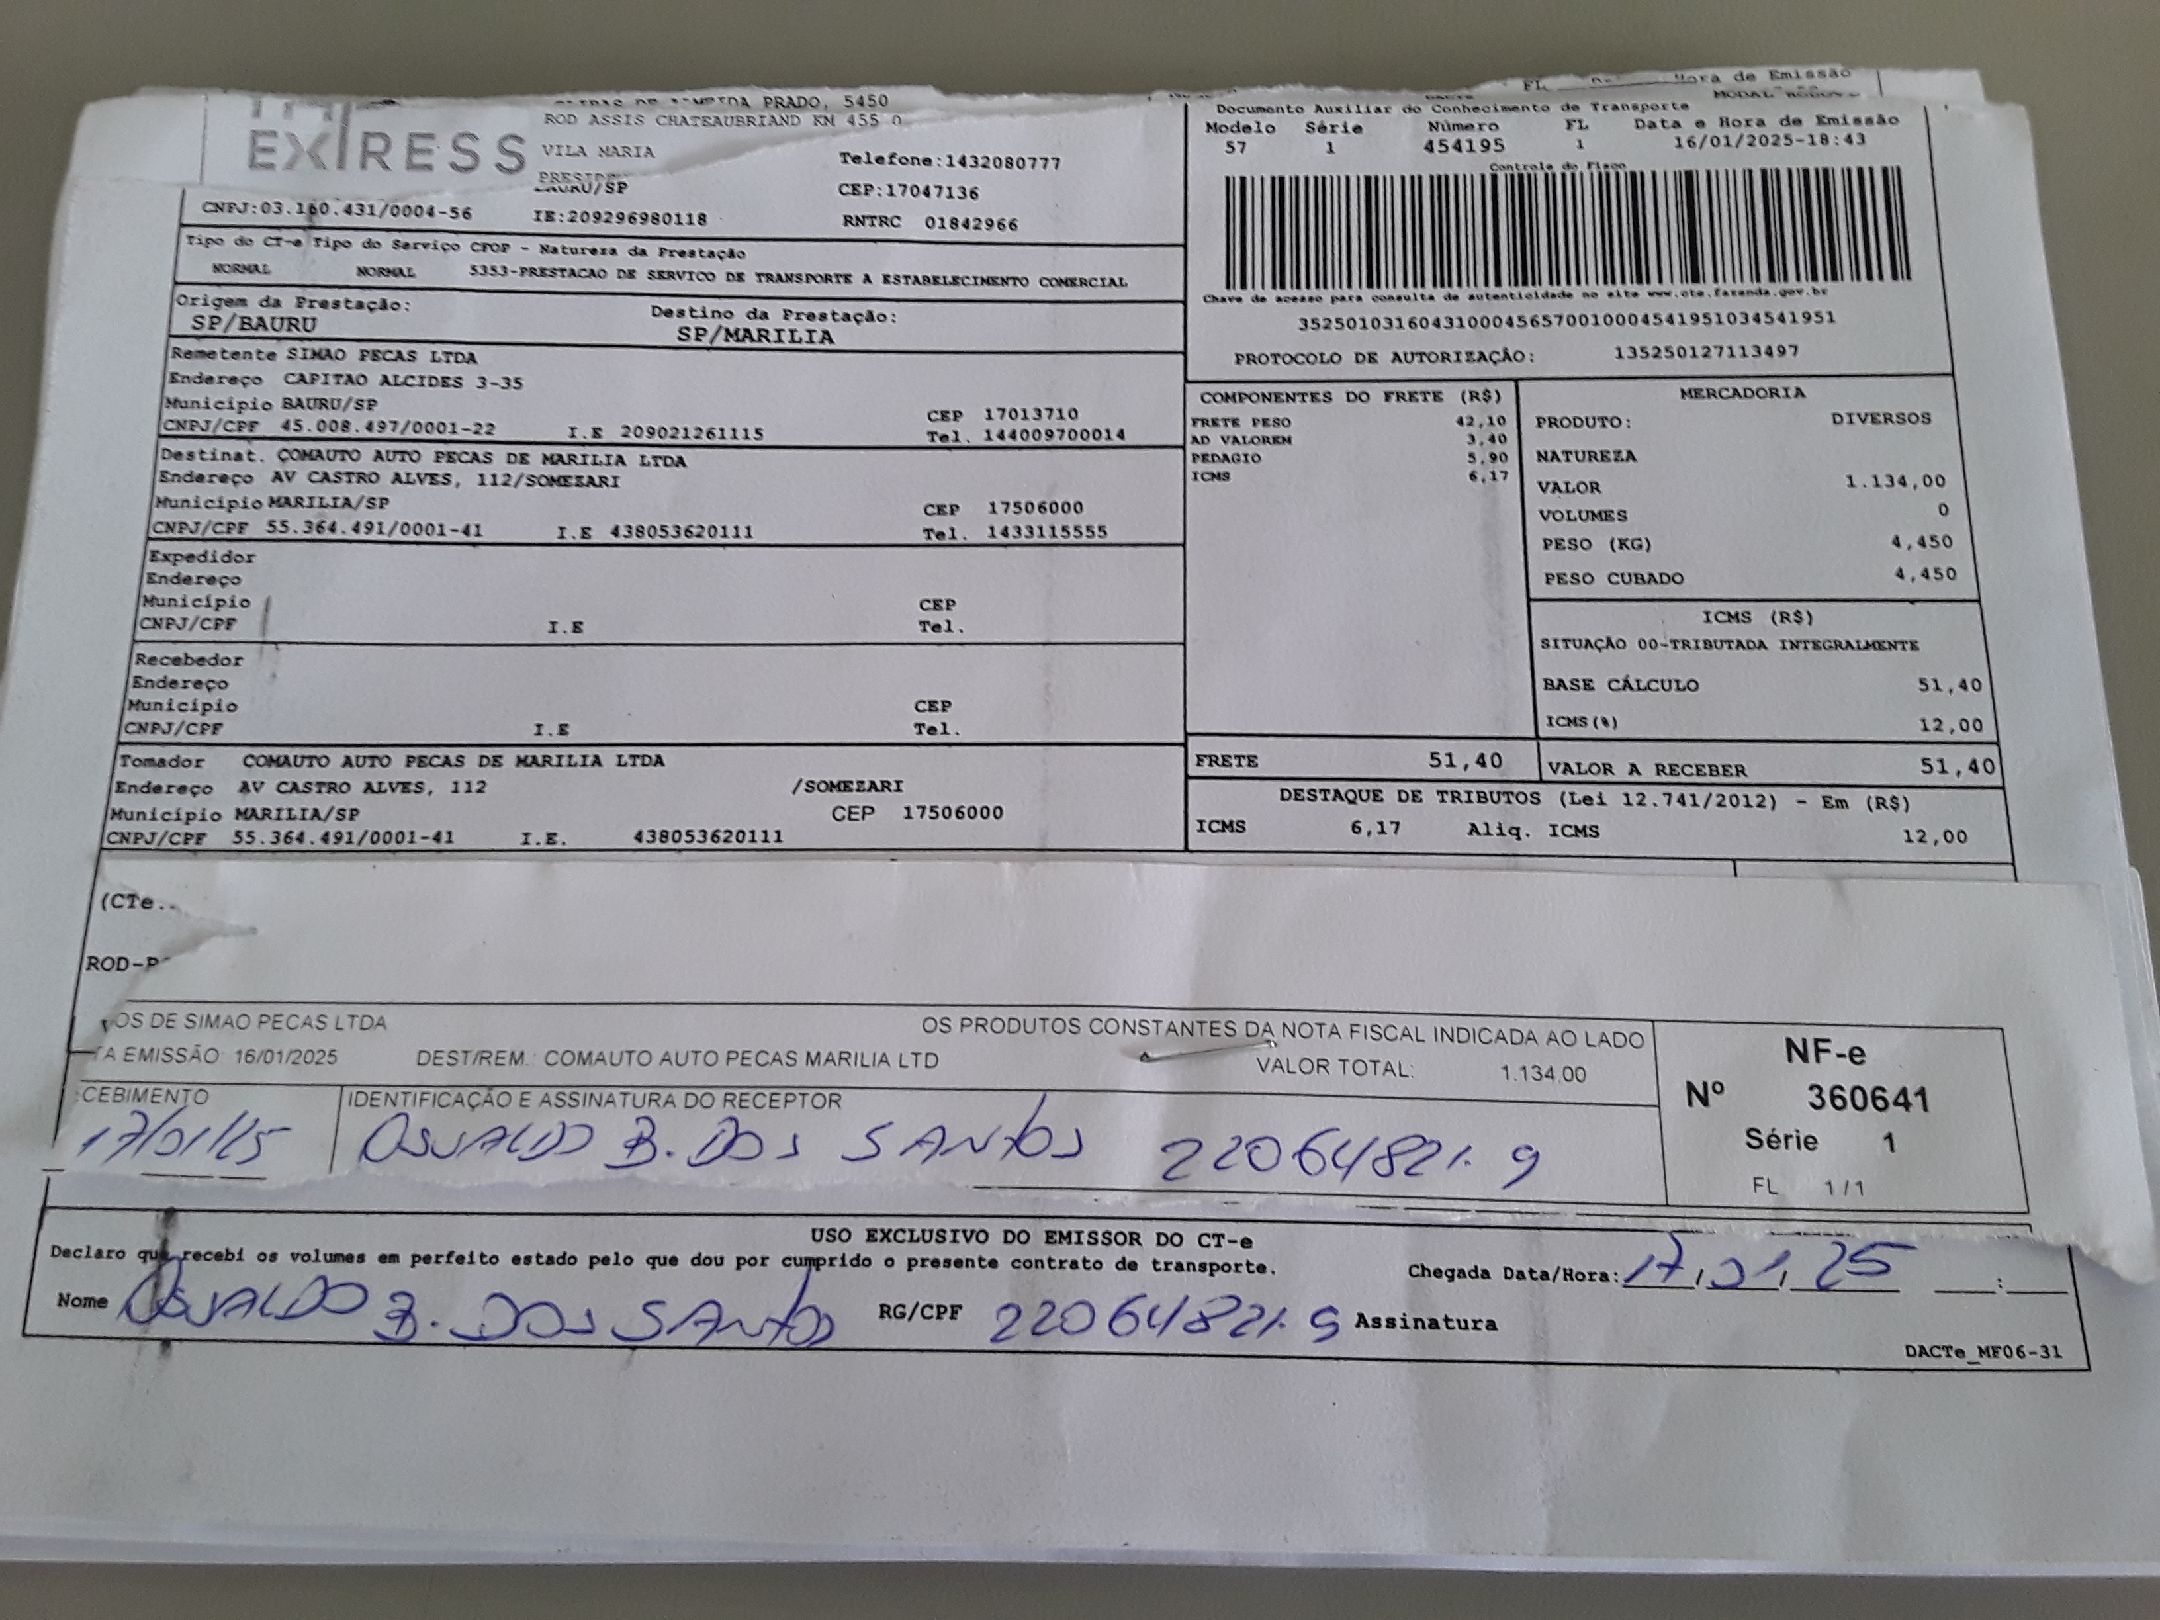 EXPRESS
PRADO, 5450
ROD ASSIS CHATEAUBRIAND KM 455 0
VILA MARIA
Telefone:1432080777
BAURU/SP
CEP:17047136
CNPJ:03.160.431/0004-56
IE:209296980118
RNTRC 01842966
Hora de Emissão
Documento Auxiliar do Conhecimento de Transporte
Modelo Série Número FL Data e Hora de Emissão
57 1 454195 1 16/01/2025-18:43
Controle do Fisco
Chave de acesso para consulta de autenticidade no site www.cte.fazenda.gov.br
35250103160431000456570010004541951034541951
PROTOCOLO DE AUTORIZAÇÃO: 135250127113497
Tipo do CT-e Tipo do Serviço CFOP - Natureza da Prestação
NORMAL NORMAL 5353-PRESTACAO DE SERVICO DE TRANSPORTE A ESTABELECIMENTO COMERCIAL
Origem da Prestação: Destino da Prestação:
SP/BAURU SP/MARILIA
Remetente SIMAO PECAS LTDA
Endereço CAPITAO ALCIDES 3-35
Município BAURU/SP CEP 17013710
CNPJ/CPF 45.008.497/0001-22 I.E 209021261115 Tel. 144009700014
Destinat. COMAUTO AUTO PECAS DE MARILIA LTDA
Endereço AV CASTRO ALVES, 112/SOMEZARI
Município MARILIA/SP CEP 17506000
CNPJ/CPF 55.364.491/0001-41 I.E 438053620111 Tel. 1433115555
Expedidor
Endereço
Município CEP
CNPJ/CPF I.E Tel.
Recebedor
Endereço
Município CEP
CNPJ/CPF I.E Tel.
Tomador COMAUTO AUTO PECAS DE MARILIA LTDA
Endereço AV CASTRO ALVES, 112 /SOMEZARI
Município MARILIA/SP CEP 17506000
CNPJ/CPF 55.364.491/0001-41 I.E. 438053620111
COMPONENTES DO FRETE (R$)
FRETE PESO 42,10
AD VALOREM 3,40
PEDAGIO 5,90
ICMS 6,17
FRETE 51,40
MERCADORIA
PRODUTO: DIVERSOS
NATUREZA
VALOR 1.134,00
VOLUMES 0
PESO (KG) 4,450
PESO CUBADO 4,450
ICMS (R$)
SITUAÇÃO 00-TRIBUTADA INTEGRALMENTE
BASE CÁLCULO 51,40
ICMS(%) 12,00
VALOR A RECEBER 51,40
DESTAQUE DE TRIBUTOS (Lei 12.741/2012) - Em (R$)
ICMS 6,17 Aliq. ICMS 12,00
(CTe..
ROD-
OS DE SIMAO PECAS LTDA OS PRODUTOS CONSTANTES DA NOTA FISCAL INDICADA AO LADO
TA EMISSÃO: 16/01/2025 DEST/REM.: COMAUTO AUTO PECAS MARILIA LTD VALOR TOTAL: 1.134,00
CEBIMENTO IDENTIFICAÇÃO E ASSINATURA DO RECEPTOR
17/01/25 OSVALDO B. DOS SANTOS 22064821.9
NF-e
Nº 360641
Série 1
FL 1/1
USO EXCLUSIVO DO EMISSOR DO CT-e
Declaro que recebi os volumes em perfeito estado pelo que dou por cumprido o presente contrato de transporte.
Chegada Data/Hora: 17/01/25 :
Nome OSVALDO B. DOS SANTOS RG/CPF 22064821.9 Assinatura
DACTe_MF06-31